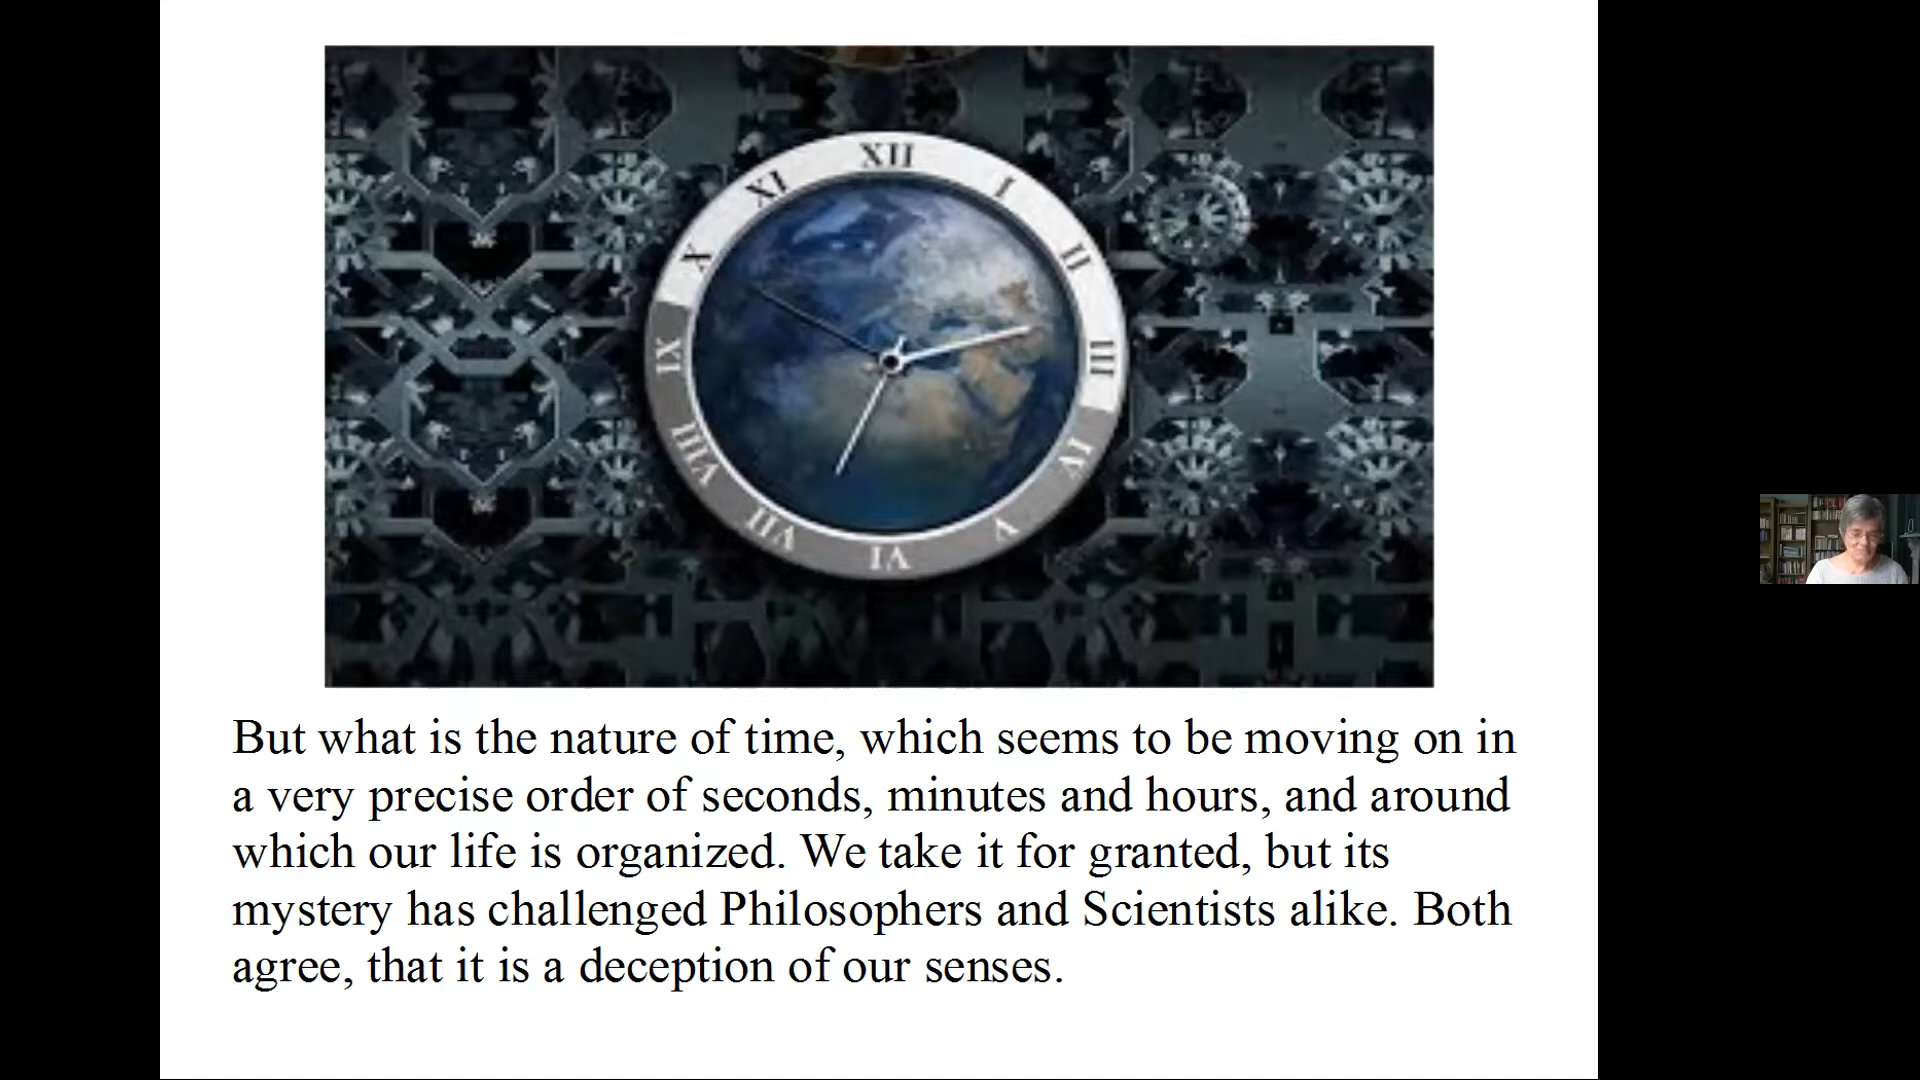 XII
XI
I
X
II
IX
III
VIII
IV
VII
V
VI
But what is the nature of time, which seems to be moving on in
a very precise order of seconds, minutes and hours, and around
which our life is organized. We take it for granted, but its
mystery has challenged Philosophers and Scientists alike. Both
agree, that it is a deception of our senses.